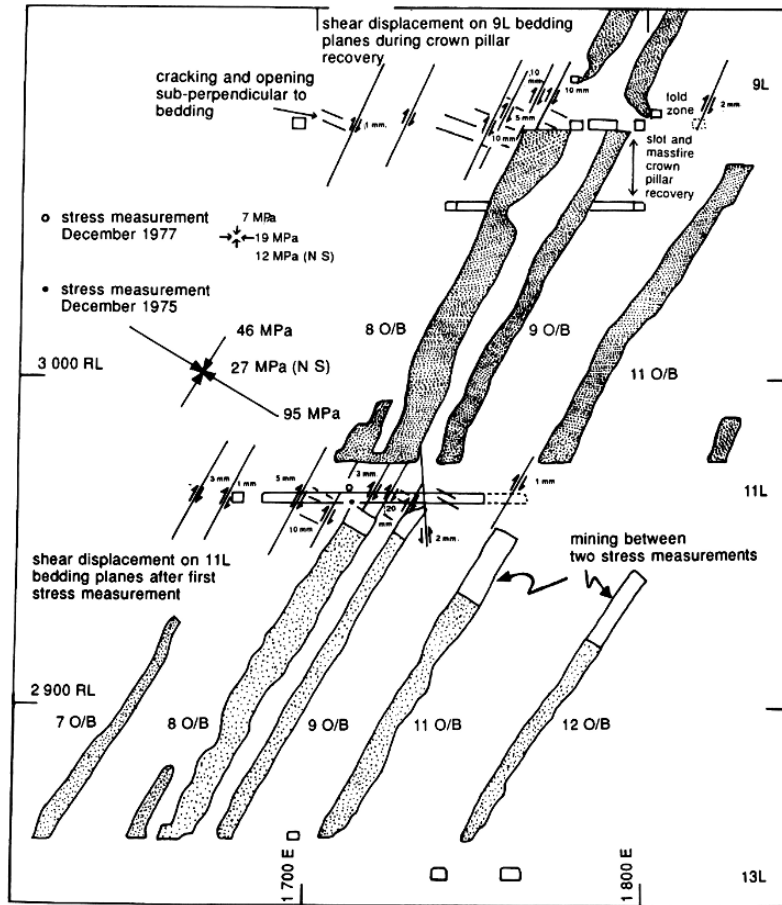 shear displacement on 9L bedding
planes during crown pillar
recovery
cracking and opening
sub-perpendicular to
bedding
9L
10
mm.
10 mm.
5 mm
10 mm.
1 mm.
2 mm.
fold
zone
slot and
massfire
crown
pillar
recovery
stress measurement
December 1977
7 MPa
19 MPa
12 MPa (N S)
stress measurement
December 1975
46 MPa
27 MPa (N S)
95 MPa
3 000 RL
8 O/B
9 O/B
11 O/B
11L
3 mm
1 mm
5 mm
3 mm
1 mm
10 mm
20
mm
2 mm.
shear displacement on 11L
bedding planes after first
stress measurement
mining between
two stress measurements
2 900 RL
7 O/B
8 O/B
9 O/B
11 O/B
12 O/B
1 700 E
1 800 E
13L